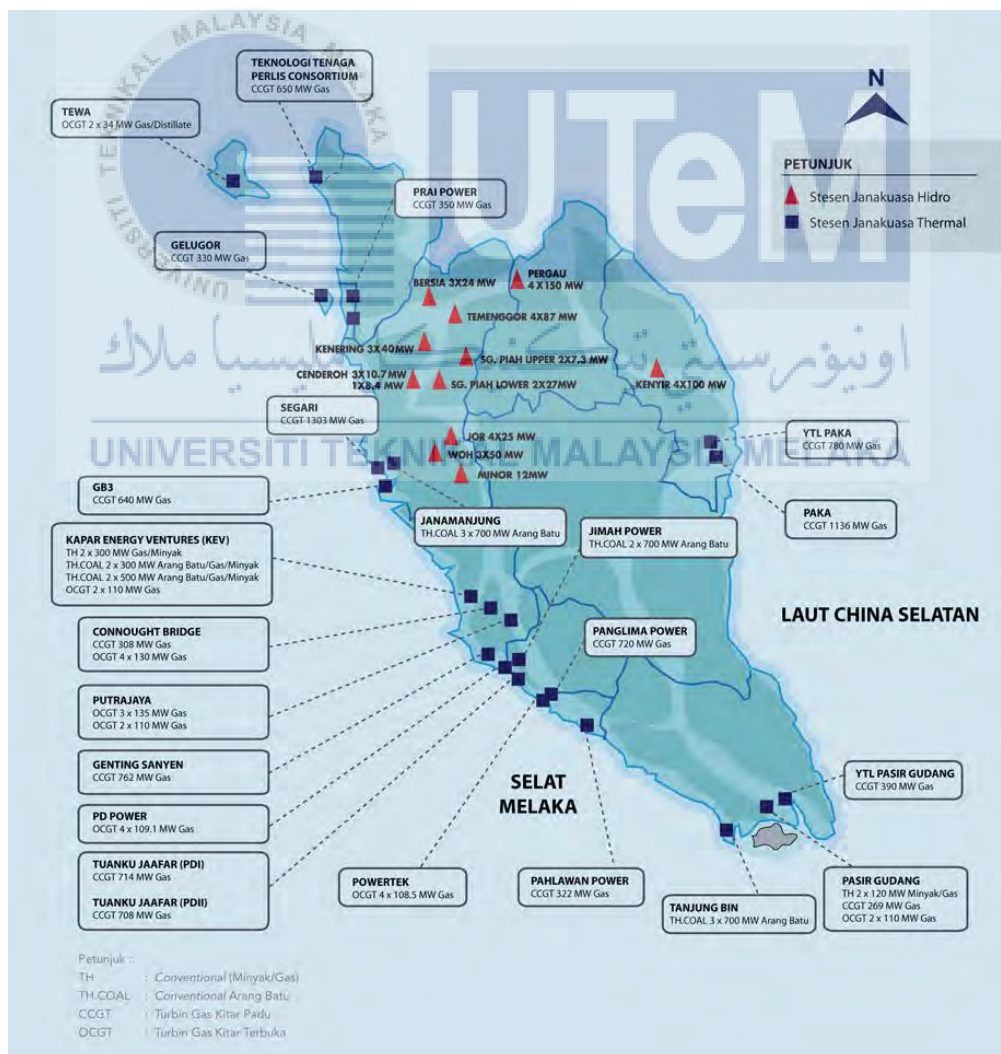 UNIVERSITI TEKNIKAL MALAYSIA MELAKA
UTeM
اونيۏرسيتي تيكنيكل مليسيا ملاك
UNIVERSITI TEKNIKAL MALAYSIA MELAKA
TEKNOLOGI TENAGA
PERLIS CONSORTIUM
CCGT 650 MW Gas
TEWA
OCGT 2 x 34 MW Gas/Distillate
N
PETUNJUK
Stesen Janakuasa Hidro
Stesen Janakuasa Thermal
PRAI POWER
CCGT 350 MW Gas
GELUGOR
CCGT 330 MW Gas
BERSIA 3X24 MW
PERGAU
4 X150 MW
TEMENGGOR 4X87 MW
KENERING 3X40MW
SG. PIAH UPPER 2X7.3 MW
CENDEROH 3X10.7 MW
1X8.4 MW
SG. PIAH LOWER 2X27MW
KENYIR 4X100 MW
SEGARI
CCGT 1303 MW Gas
JOR 4X25 MW
WOH 3X50 MW
MINOR 12MW
YTL PAKA
CCGT 780 MW Gas
GB3
CCGT 640 MW Gas
PAKA
CCGT 1136 MW Gas
JANAMANJUNG
TH.COAL 3 x 700 MW Arang Batu
JIMAH POWER
TH.COAL 2 x 700 MW Arang Batu
KAPAR ENERGY VENTURES (KEV)
TH 2 x 300 MW Gas/Minyak
TH.COAL 2 x 300 MW Arang Batu/Gas/Minyak
TH.COAL 2 x 500 MW Arang Batu/Gas/Minyak
OCGT 2 x 110 MW Gas
LAUT CHINA SELATAN
CONNOUGHT BRIDGE
CCGT 308 MW Gas
OCGT 4 x 130 MW Gas
PANGLIMA POWER
CCGT 720 MW Gas
PUTRAJAYA
OCGT 3 x 135 MW Gas
OCGT 2 x 110 MW Gas
GENTING SANYEN
CCGT 762 MW Gas
SELAT
MELAKA
YTL PASIR GUDANG
CCGT 390 MW Gas
PD POWER
OCGT 4 x 109.1 MW Gas
TUANKU JAAFAR (PDI)
CCGT 714 MW Gas
TUANKU JAAFAR (PDII)
CCGT 708 MW Gas
POWERTEK
OCGT 4 x 108.5 MW Gas
PAHLAWAN POWER
CCGT 322 MW Gas
TANJUNG BIN
TH.COAL 3 x 700 MW Arang Batu
PASIR GUDANG
TH 2 x 120 MW Minyak/Gas
CCGT 269 MW Gas
OCGT 2 x 110 MW Gas
Petunjuk :
TH : Conventional (Minyak/Gas)
TH.COAL : Conventional Arang Batu
CCGT : Turbin Gas Kitar Padu
OCGT : Turbin Gas Kitar Terbuka